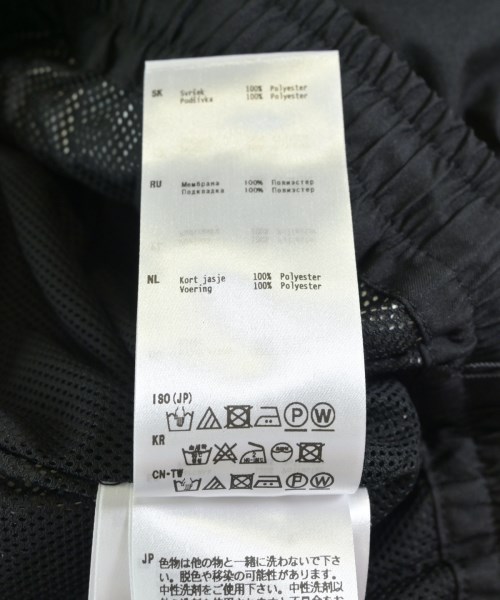 SK Svršok 100% Polyester
Podšívka 100% Polyester
RU Мембрана 100% Полиэстер
Подкладка 100% Полиэстер
NL Kort jasje 100% Polyester
Voering 100% Polyester
ISO(JP)
P W
KR
CN-TW
P W
JP 色物は他の物と一緒に洗わないで下さ
い。脱色や移染の可能性があります。
中性洗剤をご使用下さい。中性洗剤以